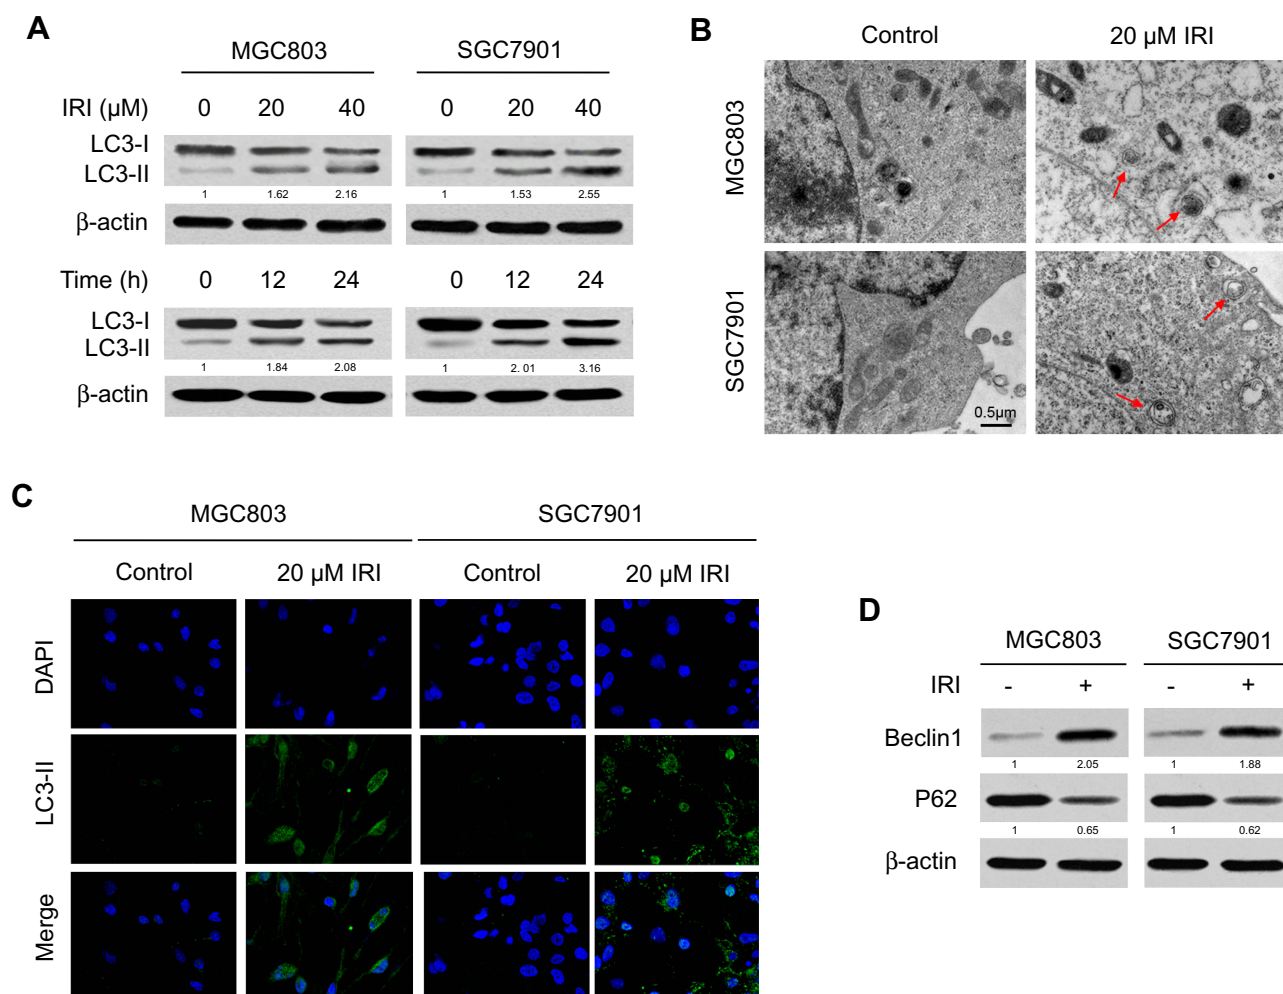 A
MGC803 SGC7901
IRI (µM) 0 20 40 0 20 40
LC3-I
LC3-II
1 1.62 2.16 1 1.53 2.55
β-actin
Time (h) 0 12 24 0 12 24
LC3-I
LC3-II
1 1.84 2.08 1 2. 01 3.16
β-actin
B
Control 20 µM IRI
MGC803
SGC7901
0.5µm
C
MGC803 SGC7901
Control 20 µM IRI Control 20 µM IRI
DAPI
LC3-II
Merge
D
MGC803 SGC7901
IRI - + - +
Beclin1
1 2.05 1 1.88
P62
1 0.65 1 0.62
β-actin